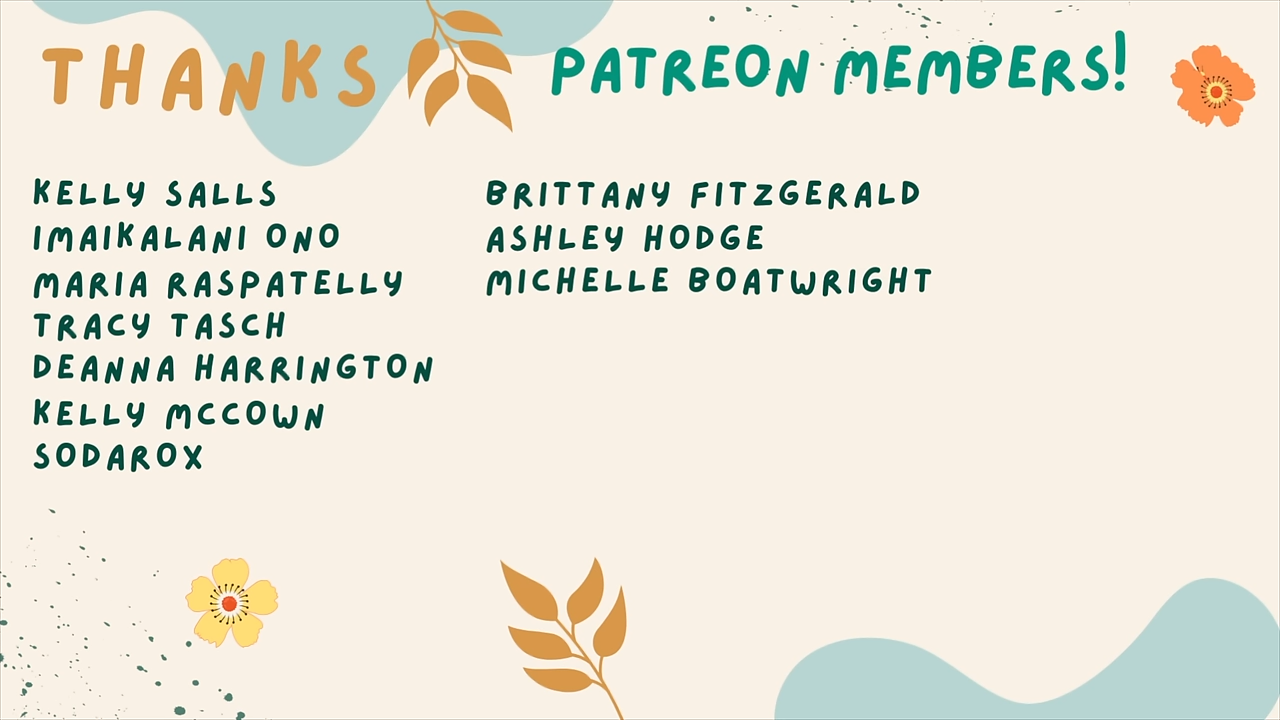 THANKS PATREON MEMBERS!
KELLY SALLS
IMAIKALANI ONO
MARIA RASPATELLY
TRACY TASCH
DEANNA HARRINGTON
KELLY MCCOWN
SODAROX
BRITTANY FITZGERALD
ASHLEY HODGE
MICHELLE BOATWRIGHT